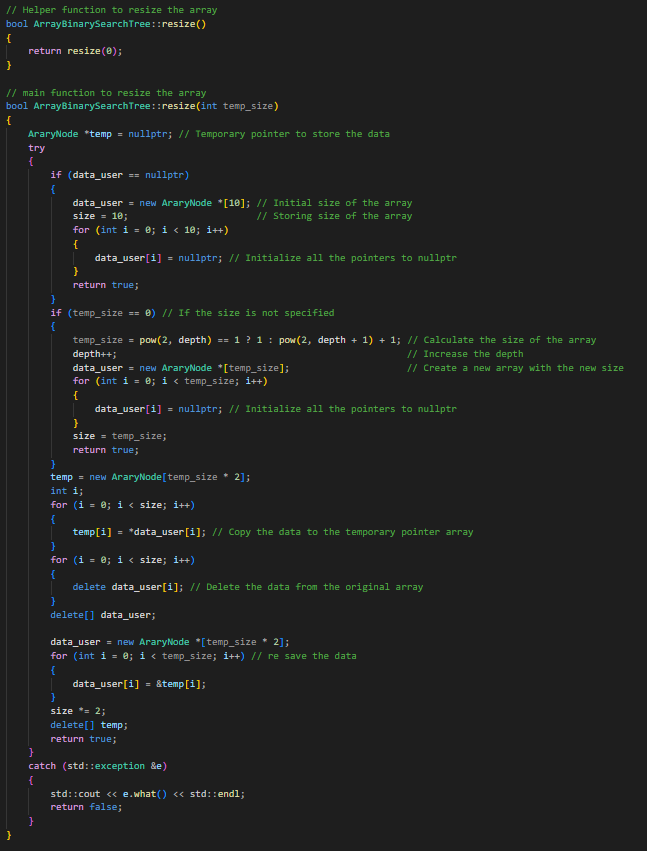 // Helper function to resize the array
bool ArrayBinarySearchTree::resize()
{
    return resize(0);
}

// main function to resize the array
bool ArrayBinarySearchTree::resize(int temp_size)
{
    AraryNode *temp = nullptr; // Temporary pointer to store the data
    try
    {
        if (data_user == nullptr)
        {
            data_user = new AraryNode *[10]; // Initial size of the array
            size = 10;                       // Storing size of the array
            for (int i = 0; i < 10; i++)
            {
                data_user[i] = nullptr; // Initialize all the pointers to nullptr
            }
            return true;
        }
        if (temp_size == 0) // If the size is not specified
        {
            temp_size = pow(2, depth) == 1 ? 1 : pow(2, depth + 1) + 1; // Calculate the size of the array
            depth++;                                                    // Increase the depth
            data_user = new AraryNode *[temp_size];                     // Create a new array with the new size
            for (int i = 0; i < temp_size; i++)
            {
                data_user[i] = nullptr; // Initialize all the pointers to nullptr
            }
            size = temp_size;
            return true;
        }
        temp = new AraryNode[temp_size * 2];
        int i;
        for (i = 0; i < size; i++)
        {
            temp[i] = *data_user[i]; // Copy the data to the temporary pointer array
        }
        for (i = 0; i < size; i++)
        {
            delete data_user[i]; // Delete the data from the original array
        }
        delete[] data_user;

        data_user = new AraryNode *[temp_size * 2];
        for (int i = 0; i < temp_size; i++) // re save the data
        {
            data_user[i] = &temp[i];
        }
        size *= 2;
        delete[] temp;
        return true;
    }
    catch (std::exception &e)
    {
        std::cout << e.what() << std::endl;
        return false;
    }
}